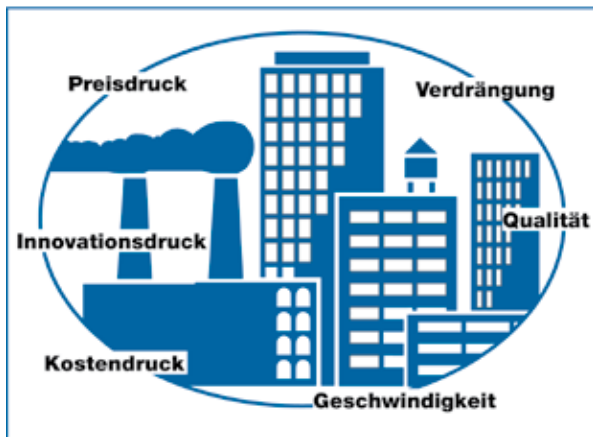 Preisdruck
Verdrängung
Innovationsdruck
Qualität
Kostendruck
Geschwindigkeit